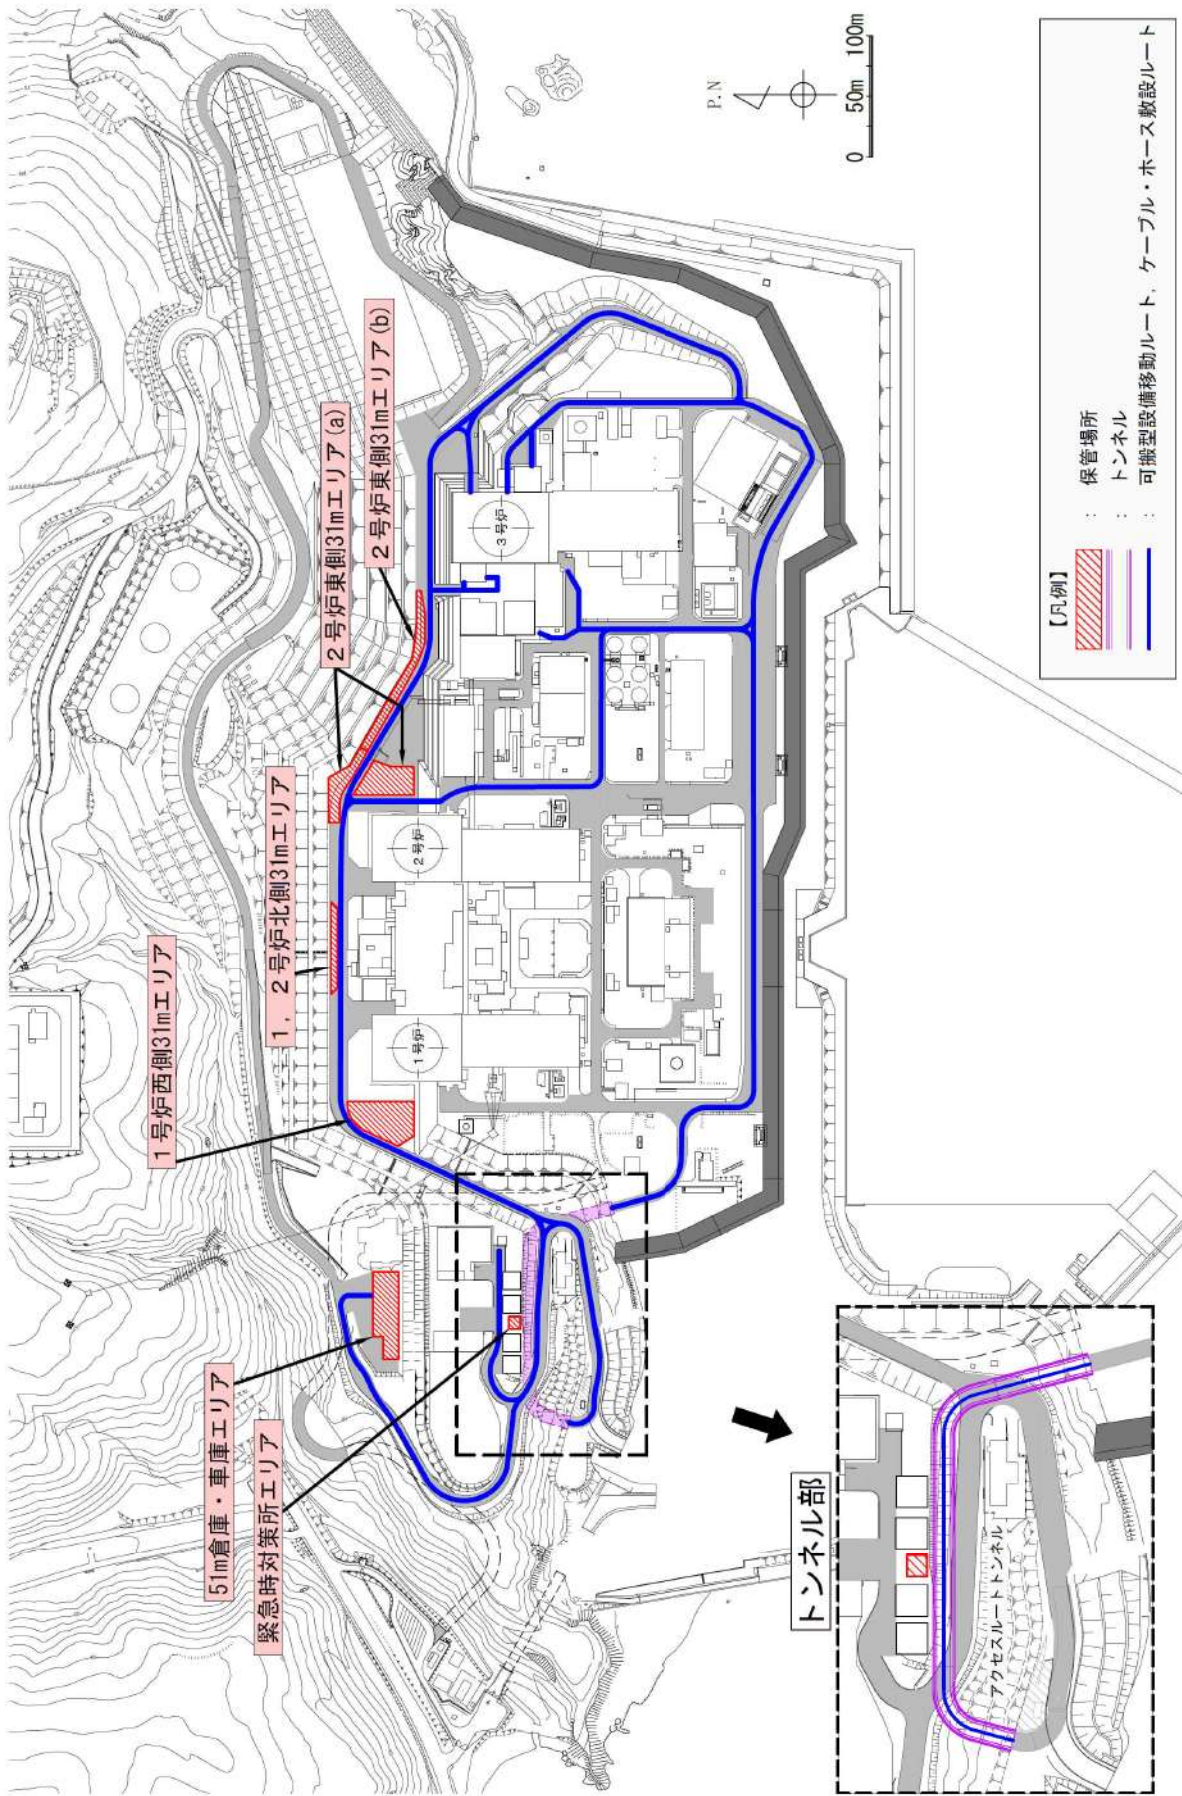 51m倉庫・車庫エリア
緊急時対策所エリア
1号炉西側31mエリア
1,2号炉北側31mエリア
2号炉東側31mエリア(a)
2号炉東側31mエリア(b)
1号炉
2号炉
3号炉
P.N
0 50m 100m
トンネル部
アクセスルートトンネル
【凡例】
: 保管場所
: トンネル
: 可搬型設備移動ルート,ケーブル・ホース敷設ルート